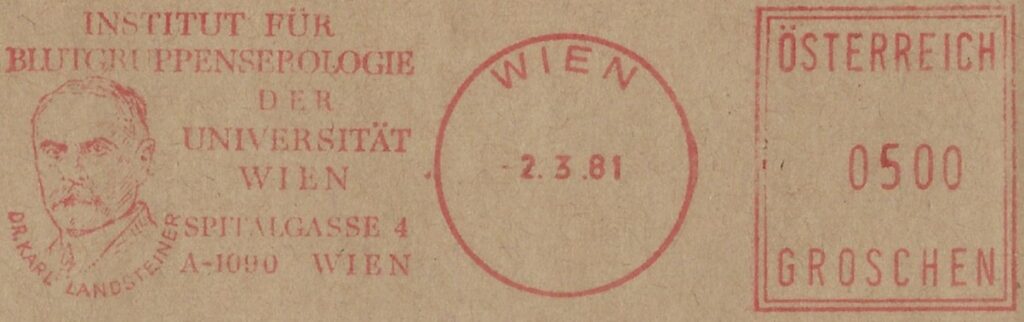 INSTITUT FÜR
BLUTGRUPPENSEROLOGIE
DER
UNIVERSITÄT
WIEN
SPITALGASSE 4
A-1090 WIEN
DR. KARL LANDSTEINER
WIEN
-2.3.81
ÖSTERREICH
0500
GROSCHEN